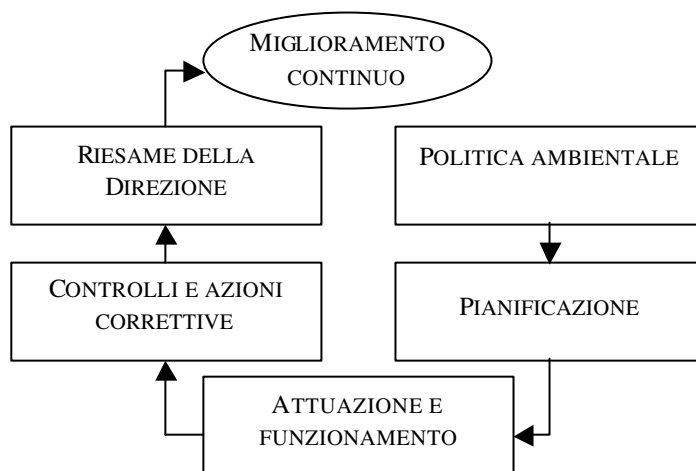 MIGLIORAMENTO
CONTINUO
RIESAME DELLA
DIREZIONE
POLITICA AMBIENTALE
CONTROLLI E AZIONI
CORRETTIVE
PIANIFICAZIONE
ATTUAZIONE E
FUNZIONAMENTO